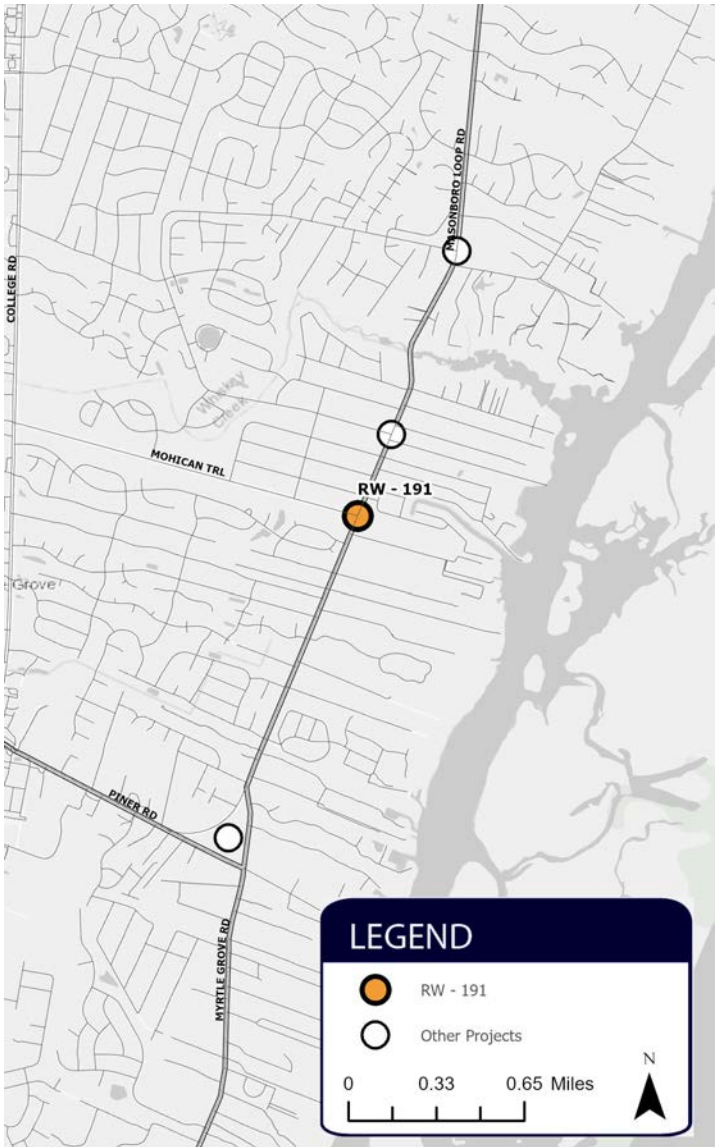 MASONBORO LOOP RD
COLLEGE RD
Whiskey
Creek
MOHICAN TRL
RW - 191
Grove
PINER RD
MYRTLE GROVE RD
LEGEND
RW - 191
Other Projects
0 0.33 0.65 Miles
N